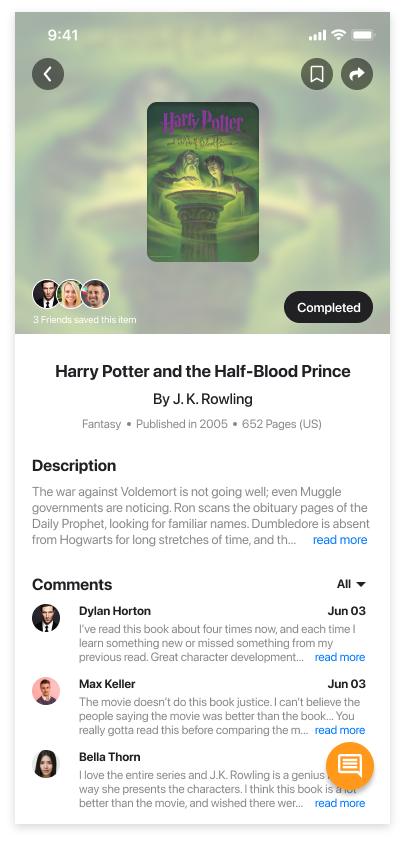 9:41
Harry Potter
3 Friends saved this item
Completed
Harry Potter and the Half-Blood Prince
By J. K. Rowling
Fantasy • Published in 2005 • 652 Pages (US)
Description
The war against Voldemort is not going well; even Muggle
governments are noticing. Ron scans the obituary pages of the
Daily Prophet, looking for familiar names. Dumbledore is absent
from Hogwarts for long stretches of time, and th... read more
Comments All
Dylan Horton Jun 03
I've read this book about four times now, and each time I
learn something new or missed something from my
previous read. Great character development... read more
Max Keller Jun 03
The movie doesn't do this book justice. I can't believe the
people saying the movie was better than the book... You
really gotta read this before comparing the m... read more
Bella Thorn
I love the entire series and J.K. Rowling is a genius
way she presents the characters. I think this book is a lot
better than the movie, and wished there wer... read more